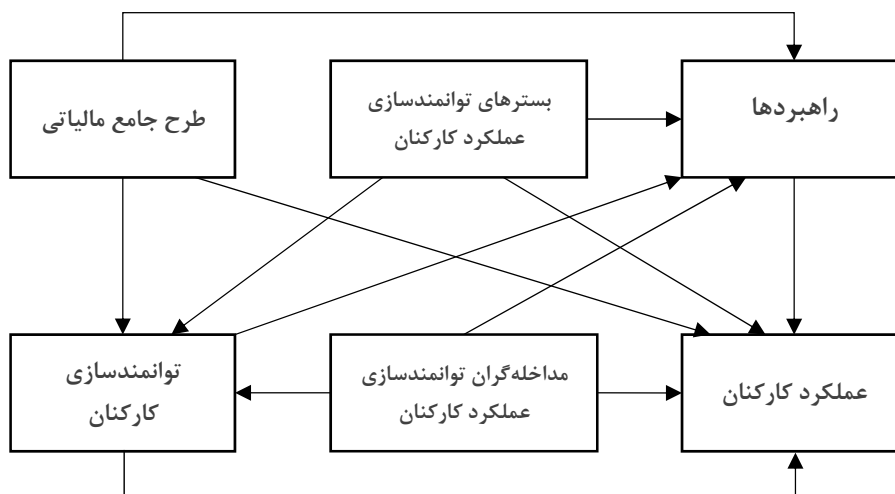 راهبردها
بسترهای توانمندسازی
عملکرد کارکنان
طرح جامع مالیاتی
عملکرد کارکنان
مداخله‌گران توانمندسازی
عملکرد کارکنان
توانمندسازی
کارکنان